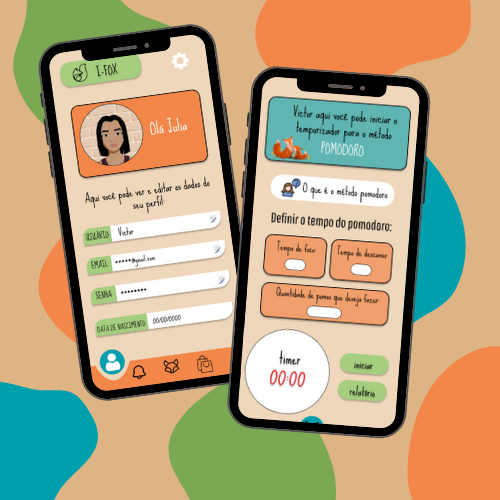 I-FOX
Olá Julia
Aqui você pode ver e editar os dados do
seu perfil:
USUÁRIO Victor
EMAIL •••••@gmail.com
SENHA ••••••••
DATA DE NASCIMENTO 00/00/0000
Victor aqui você pode iniciar o
temporizador para o método
POMODORO
O que é o método pomodoro
Definir o tempo do pomodoro:
Tempo de foco
Tempo de descanso
Quantidade de pomos que deseja fazer
timer
00:00
iniciar
relatório